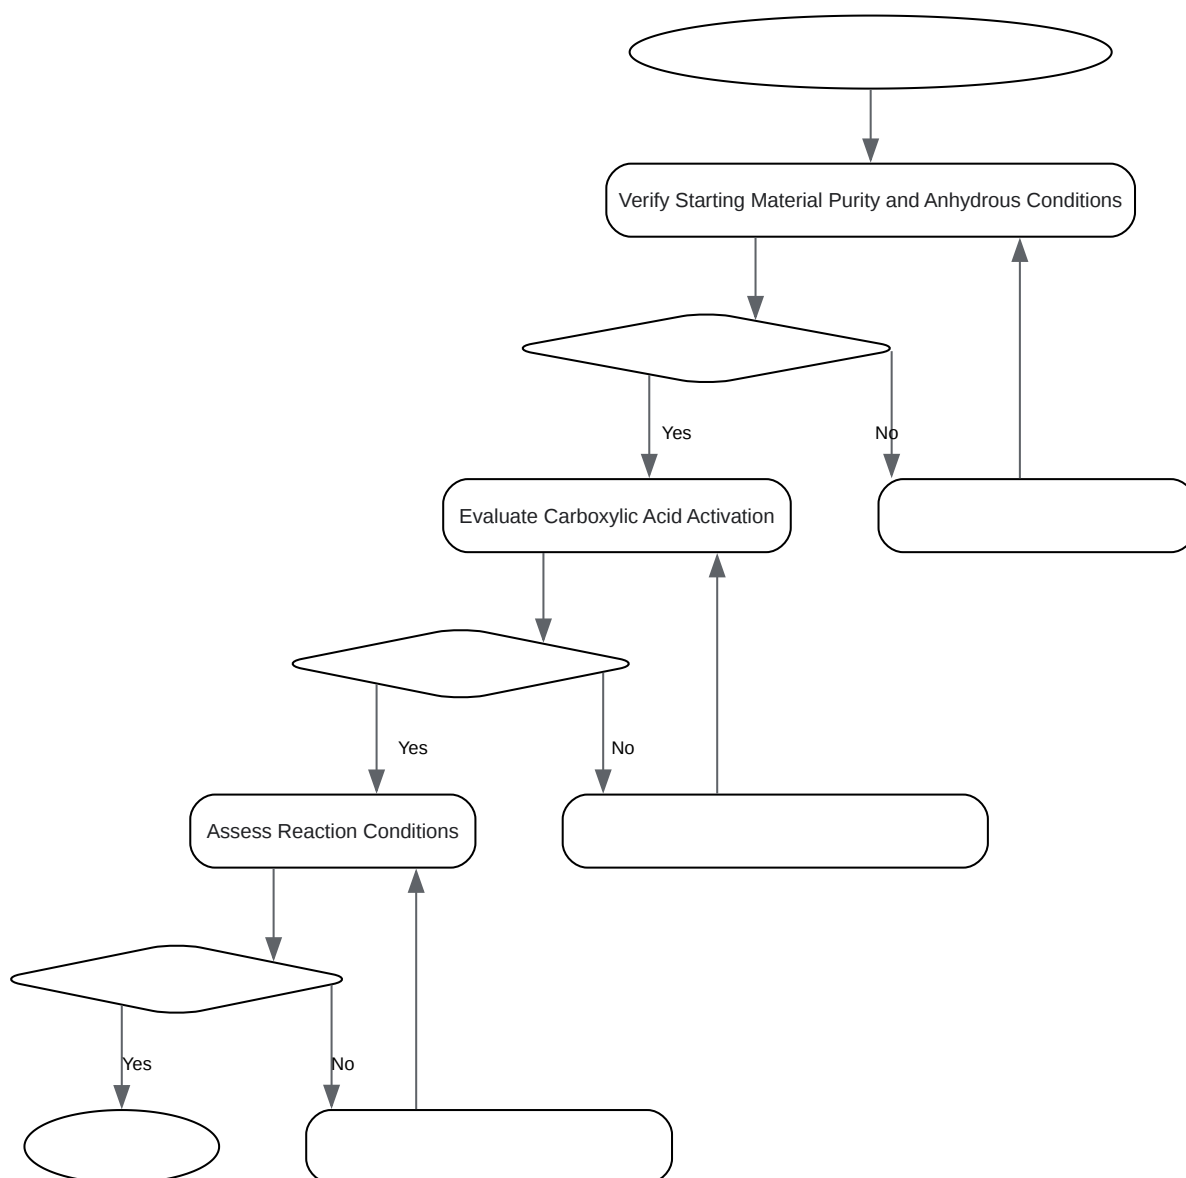 Verify Starting Material Purity and Anhydrous Conditions
Yes
No
Evaluate Carboxylic Acid Activation
Yes
No
Assess Reaction Conditions
Yes
No